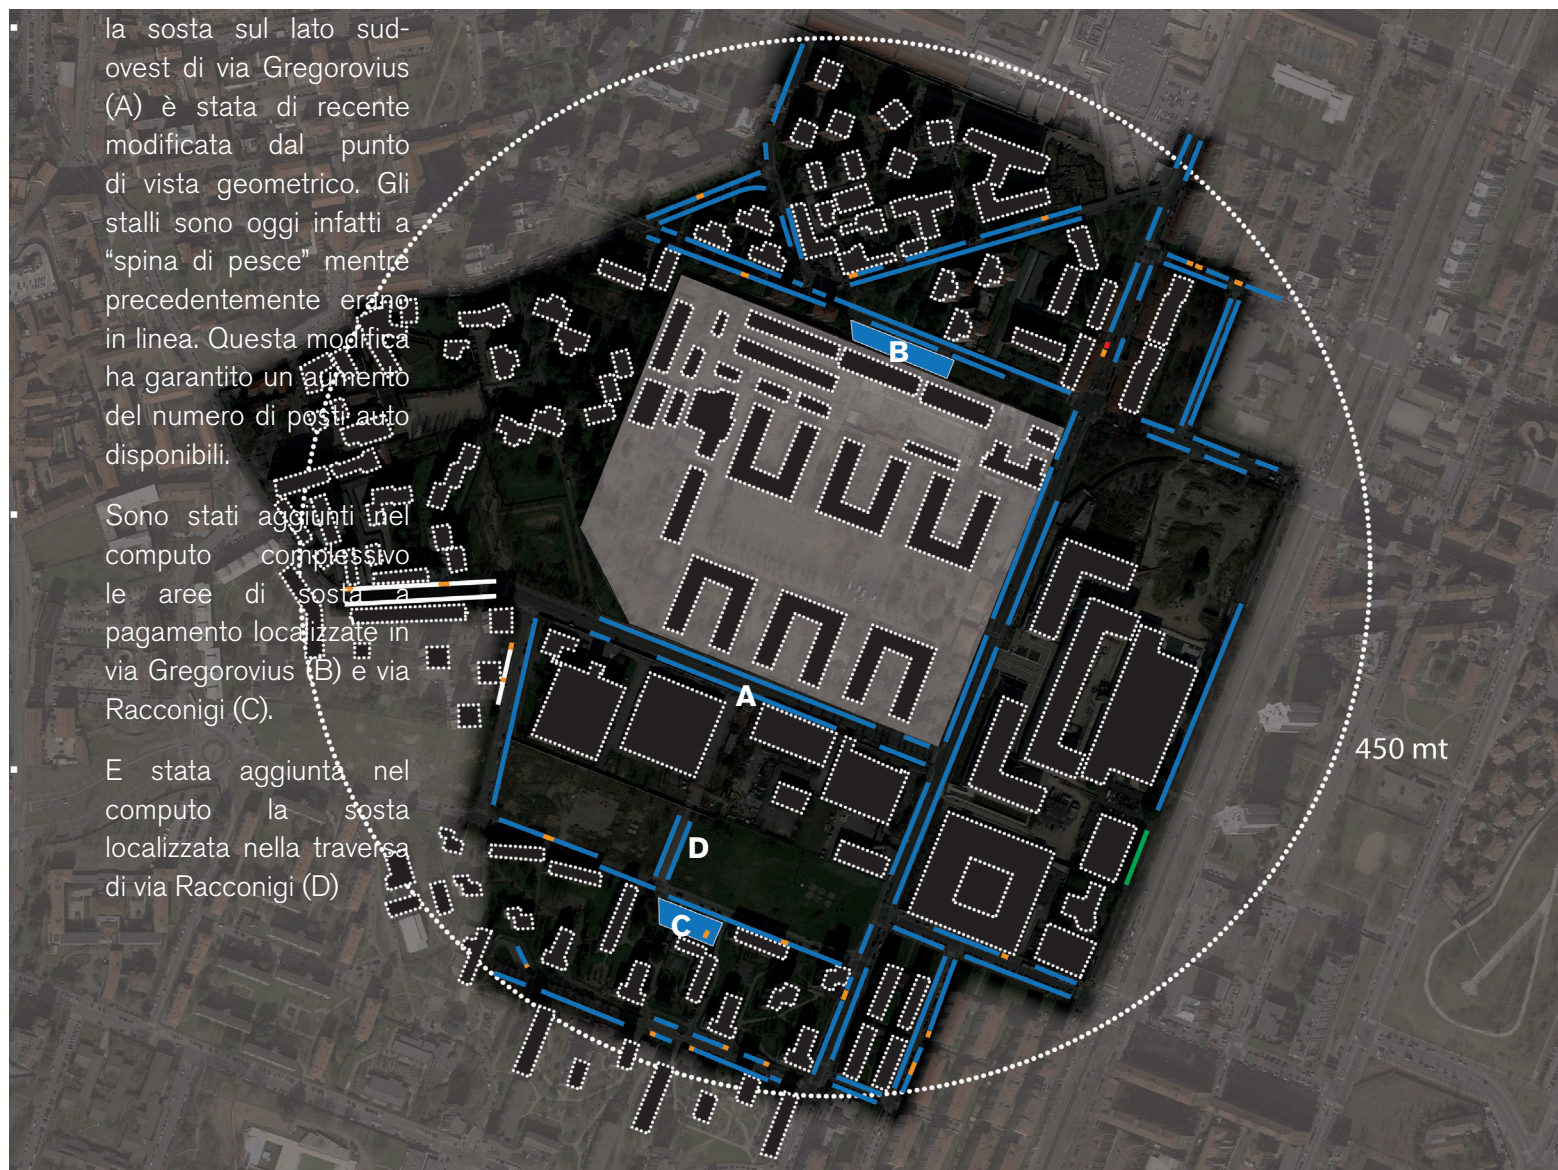 ▪ la sosta sul lato sud-
ovest di via Gregorovius
(A) è stata di recente
modificata dal punto
di vista geometrico. Gli
stalli sono oggi infatti a
“spina di pesce” mentre
precedentemente erano
in linea. Questa modifica
ha garantito un aumento
del numero di posti auto
disponibili.
▪ Sono stati aggiunti nel
computo complessivo
le aree di sosta a
pagamento localizzate in
via Gregorovius (B) e via
Racconigi (C).
▪ E stata aggiunta nel
computo la sosta
localizzata nella traversa
di via Racconigi (D)
B
A
450 mt
D
C